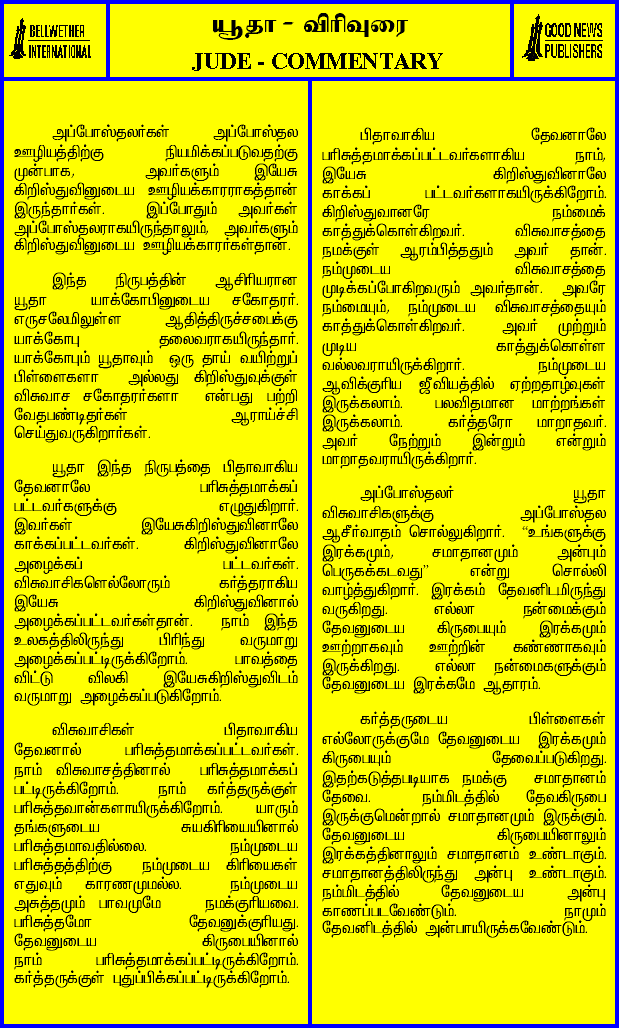 BELLWETHER
INTERNATIONAL
யூதா - விரிவுரை
JUDE - COMMENTARY
GOOD NEWS
PUBLISHERS
அப்போஸ்தலர்கள் அப்போஸ்தல
ஊழியத்திற்கு நியமிக்கப்படுவதற்கு
முன்பாக, அவர்களும் இயேசு
கிறிஸ்துவினுடைய ஊழியக்காரராகத்தான்
இருந்தார்கள். இப்போதும் அவர்கள்
அப்போஸ்தலராகயிருந்தாலும், அவர்களும்
கிறிஸ்துவினுடைய ஊழியக்காரர்கள்தான்.
இந்த நிருபத்தின் ஆசிரியரான
யூதா யாக்கோபினுடைய சகோதரர்.
எருசலேமிலுள்ள ஆதித்திருச்சபைக்கு
யாக்கோபு தலைவராகயிருந்தார்.
யாக்கோபும் யூதாவும் ஒரு தாய் வயிற்றுப்
பிள்ளைகளா அல்லது கிறிஸ்துவுக்குள்
விசுவாச சகோதரர்களா என்பது பற்றி
வேதபண்டிதர்கள் ஆராய்ச்சி
செய்துவருகிறார்கள்.
யூதா இந்த நிருபத்தை பிதாவாகிய
தேவனாலே பரிசுத்தமாக்கப்
பட்டவர்களுக்கு எழுதுகிறார்.
இவர்கள் இயேசுகிறிஸ்துவினாலே
காக்கப்பட்டவர்கள். கிறிஸ்துவினாலே
அழைக்கப் பட்டவர்கள்.
விசுவாசிகளெல்லோரும் கர்த்தராகிய
இயேசு கிறிஸ்துவினால்
அழைக்கப்பட்டவர்கள்தான். நாம் இந்த
உலகத்திலிருந்து பிரிந்து வருமாறு
அழைக்கப்பட்டிருக்கிறோம். பாவத்தை
விட்டு விலகி இயேசுகிறிஸ்துவிடம்
வருமாறு அழைக்கப்படுகிறோம்.
விசுவாசிகள் பிதாவாகிய
தேவனால் பரிசுத்தமாக்கப்பட்டவர்கள்.
நாம் விசுவாசத்தினால் பரிசுத்தமாக்கப்
பட்டிருக்கிறோம். நாம் கர்த்தருக்குள்
பரிசுத்தவான்களாயிருக்கிறோம். யாரும்
தங்களுடைய சுயகிரியையினால்
பரிசுத்தமாவதில்லை. நம்முடைய
பரிசுத்தத்திற்கு நம்முடைய கிரியைகள்
எதுவும் காரணமுமல்ல. நம்முடைய
அசுத்தமும் பாவமுமே நமக்குரியவை.
பரிசுத்தமோ தேவனுக்குரியது.
தேவனுடைய கிருபையினால்
நாம் பரிசுத்தமாக்கப்பட்டிருக்கிறோம்.
கர்த்தருக்குள் புதுப்பிக்கப்பட்டிருக்கிறோம்.
பிதாவாகிய தேவனாலே
பரிசுத்தமாக்கப்பட்டவர்களாகிய நாம்,
இயேசு கிறிஸ்துவினாலே
காக்கப் பட்டவர்களாகயிருக்கிறோம்.
கிறிஸ்துவானரே நம்மைக்
காத்துக்கொள்கிறவர். விசுவாசத்தை
நமக்குள் ஆரம்பித்ததும் அவர் தான்.
நம்முடைய விசுவாசத்தை
முடிக்கப்போகிறவரும் அவர்தான். அவரே
நம்மையும், நம்முடைய விசுவாசத்தையும்
காத்துக்கொள்கிறவர். அவர் முற்றும்
முடிய காத்துக்கொள்ள
வல்லவராயிருக்கிறார். நம்முடைய
ஆவிக்குரிய ஜீவியத்தில் ஏற்றதாழ்வுகள்
இருக்கலாம். பலவிதமான மாற்றங்கள்
இருக்கலாம். கர்த்தரோ மாறாதவர்.
அவர் நேற்றும் இன்றும் என்றும்
மாறாதவராயிருக்கிறார்.
அப்போஸ்தலர் யூதா
விசுவாசிகளுக்கு அப்போஸ்தல
ஆசீர்வாதம் சொல்லுகிறார். “உங்களுக்கு
இரக்கமும், சமாதானமும் அன்பும்
பெருகக்கடவது” என்று சொல்லி
வாழ்த்துகிறார். இரக்கம் தேவனிடமிருந்து
வருகிறது. எல்லா நன்மைக்கும்
தேவனுடைய கிருபையும் இரக்கமும்
ஊற்றாகவும் ஊற்றின் கண்ணாகவும்
இருக்கிறது. எல்லா நன்மைகளுக்கும்
தேவனுடைய இரக்கமே ஆதாரம்.
கர்த்தருடைய பிள்ளைகள்
எல்லோருக்குமே தேவனுடைய இரக்கமும்
கிருபையும் தேவைப்படுகிறது.
இதற்கடுத்தபடியாக நமக்கு சமாதானம்
தேவை. நம்மிடத்தில் தேவகிருபை
இருக்குமென்றால் சமாதானமும் இருக்கும்.
தேவனுடைய கிருபையினாலும்
இரக்கத்தினாலும் சமாதானம் உண்டாகும்.
சமாதானத்திலிருந்து அன்பு உண்டாகும்.
நம்மிடத்தில் தேவனுடைய அன்பு
காணப்படவேண்டும். நாமும்
தேவனிடத்தில் அன்பாயிருக்கவேண்டும்.